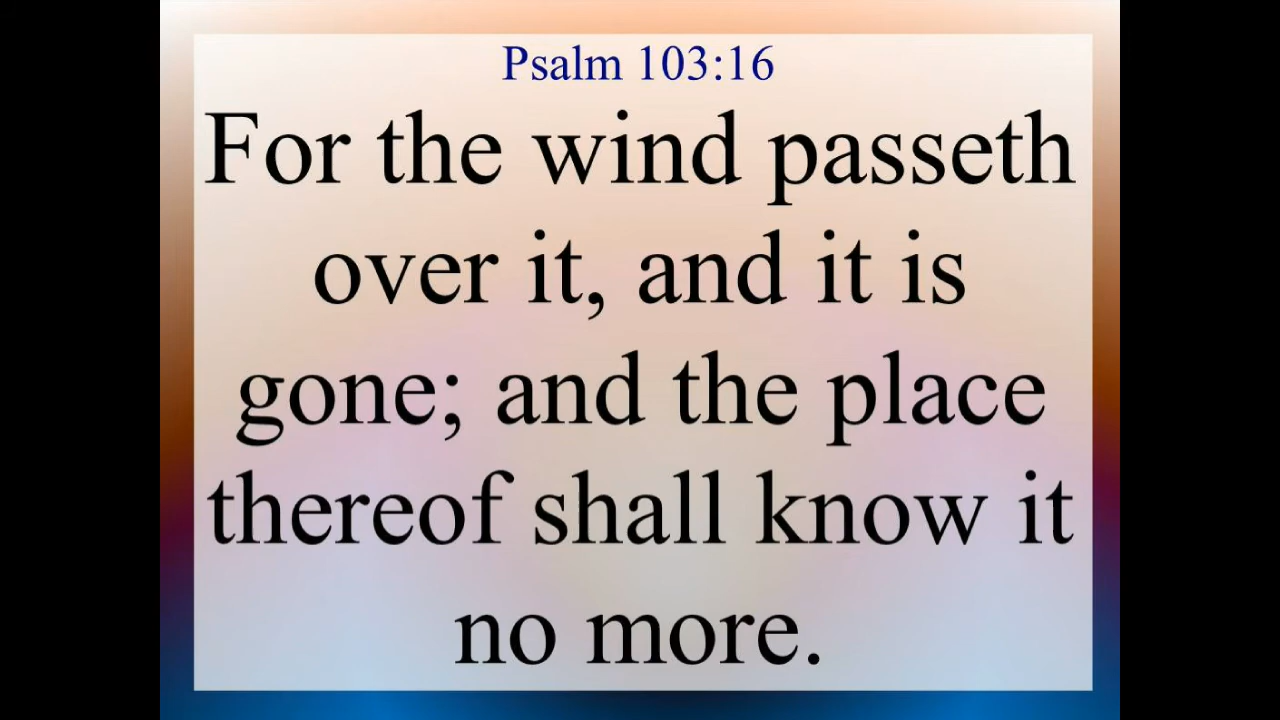 Psalm 103:16
For the wind passeth
over it, and it is
gone; and the place
thereof shall know it
no more.